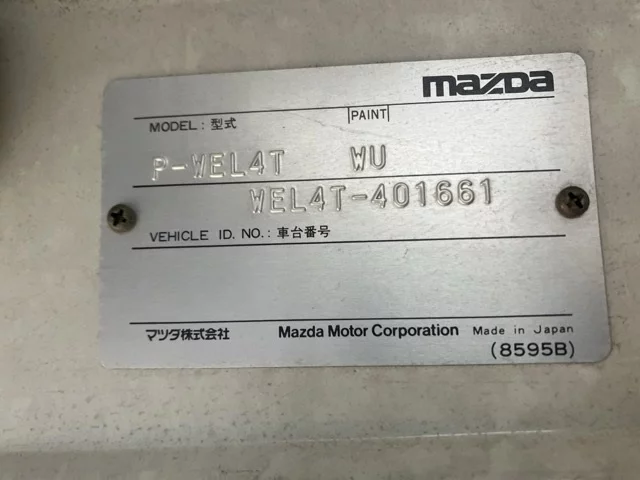 mazda
MODEL : 型式 PAINT
P-WEL4T WU
WEL4T-401661
VEHICLE ID. NO. : 車台番号
マツダ株式会社 Mazda Motor Corporation Made in Japan
(8595B)